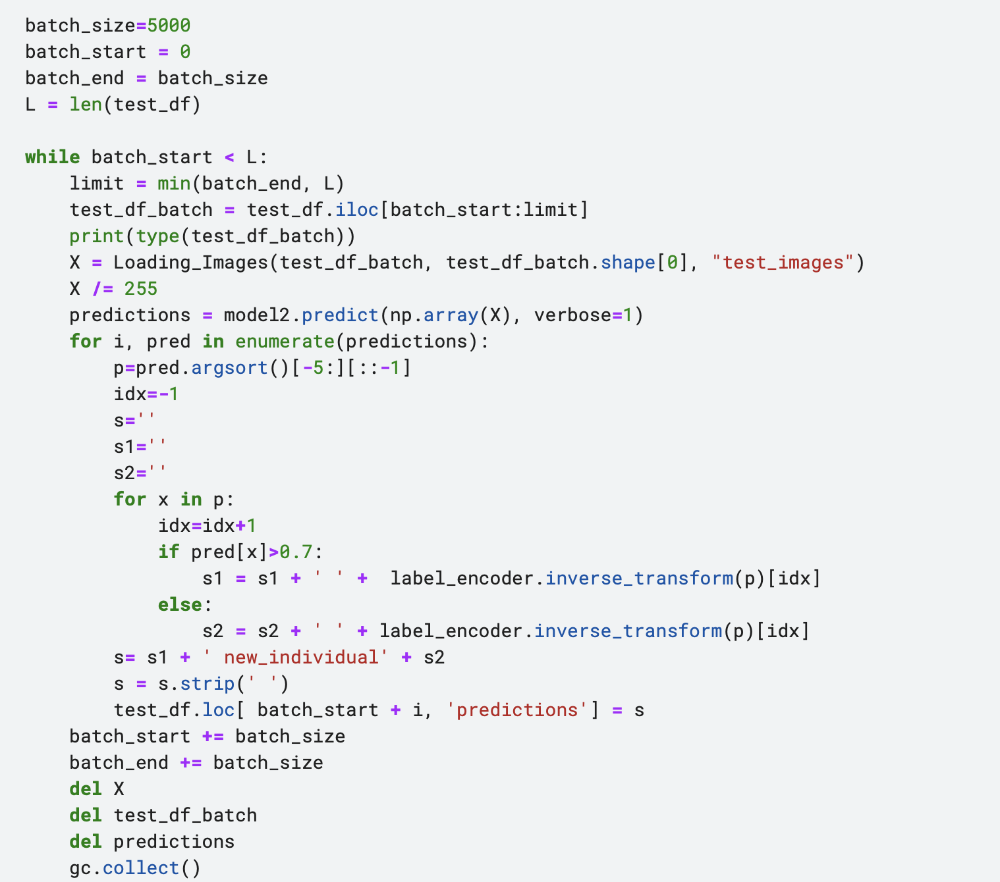 batch_size=5000
batch_start = 0
batch_end = batch_size
L = len(test_df)

while batch_start < L:
    limit = min(batch_end, L)
    test_df_batch = test_df.iloc[batch_start:limit]
    print(type(test_df_batch))
    X = Loading_Images(test_df_batch, test_df_batch.shape[0], "test_images")
    X /= 255
    predictions = model2.predict(np.array(X), verbose=1)
    for i, pred in enumerate(predictions):
        p=pred.argsort()[-5:][::-1]
        idx=-1
        s=''
        s1=''
        s2=''
        for x in p:
            idx=idx+1
            if pred[x]>0.7:
                s1 = s1 + ' ' +  label_encoder.inverse_transform(p)[idx]
            else:
                s2 = s2 + ' ' + label_encoder.inverse_transform(p)[idx]
        s= s1 + ' new_individual' + s2
        s = s.strip(' ')
        test_df.loc[ batch_start + i, 'predictions'] = s
    batch_start += batch_size
    batch_end += batch_size
    del X
    del test_df_batch
    del predictions
    gc.collect()